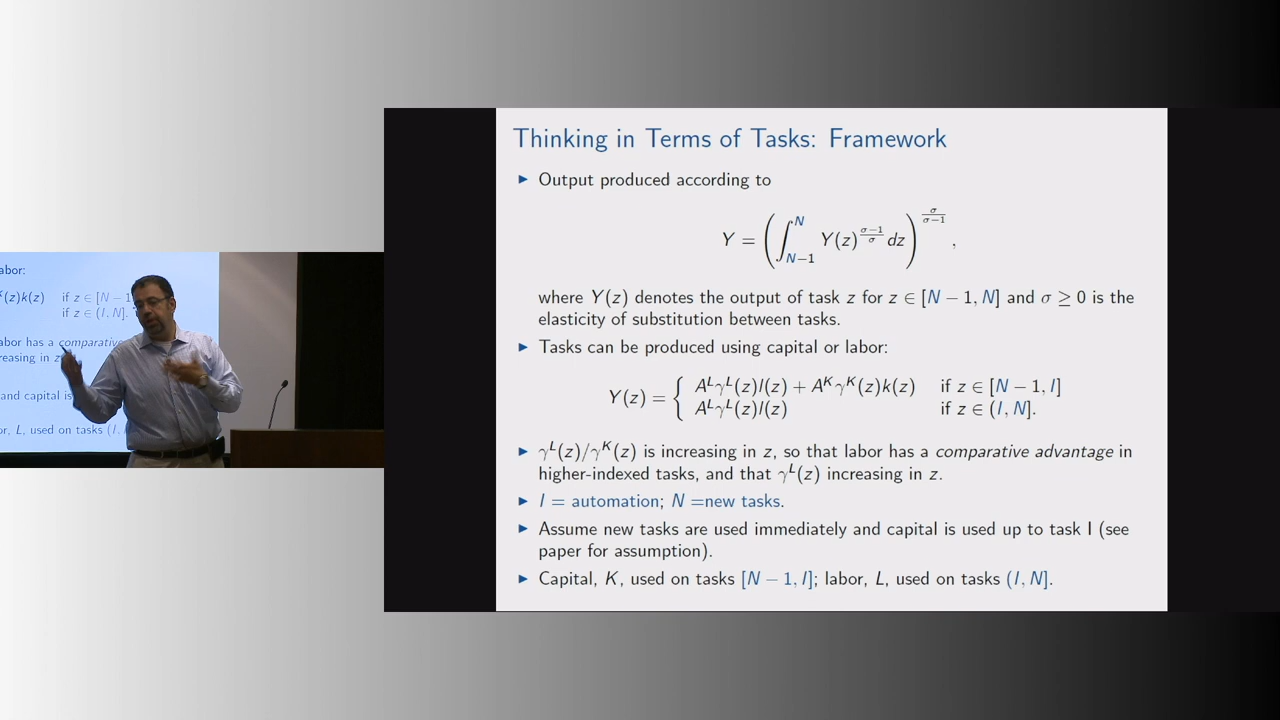 Thinking in Terms of Tasks: Framework
▶ Output produced according to
Y = (∫_{N−1}^{N} Y(z)^{\frac{σ−1}{σ}} dz)^{\frac{σ}{σ−1}} ,
where Y(z) denotes the output of task z for z ∈ [N − 1, N] and σ ≥ 0 is the
elasticity of substitution between tasks.
▶ Tasks can be produced using capital or labor:
Y(z) = { A^L γ^L(z)l(z) + A^K γ^K(z)k(z) if z ∈ [N − 1, I]
A^L γ^L(z)l(z) if z ∈ (I, N].
▶ γ^L(z)/γ^K(z) is increasing in z, so that labor has a comparative advantage in
higher-indexed tasks, and that γ^L(z) increasing in z.
▶ I = automation; N =new tasks.
▶ Assume new tasks are used immediately and capital is used up to task I (see
paper for assumption).
▶ Capital, K, used on tasks [N − 1, I]; labor, L, used on tasks (I, N].
abor:
(z)k(z) if z ∈ [N − 1
if z ∈ (I, N].
abor has a comparative
reasing in z
and capital is
or, L, used on tasks (I,